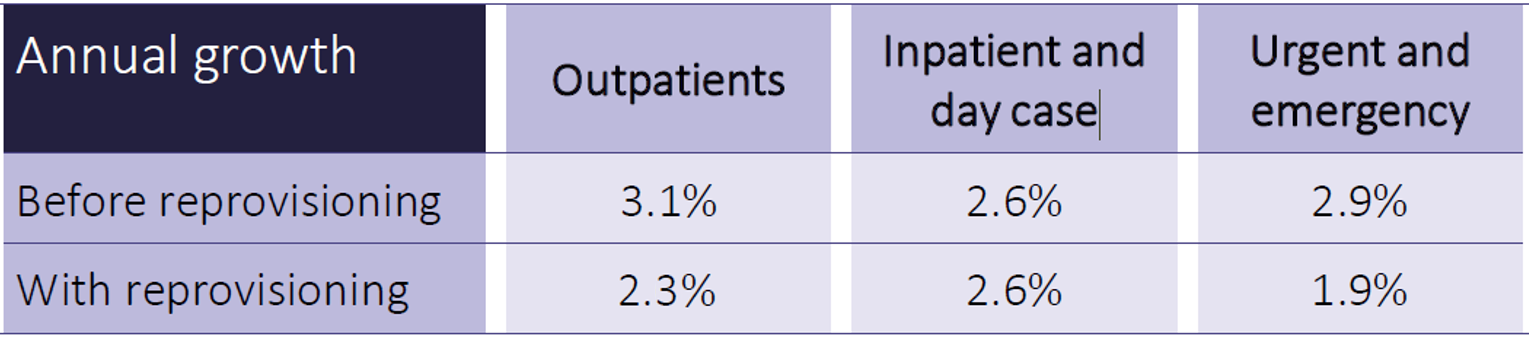 Annual growth
Outpatients
Inpatient and
day case
Urgent and
emergency
Before reprovisioning 3.1% 2.6% 2.9%
With reprovisioning 2.3% 2.6% 1.9%